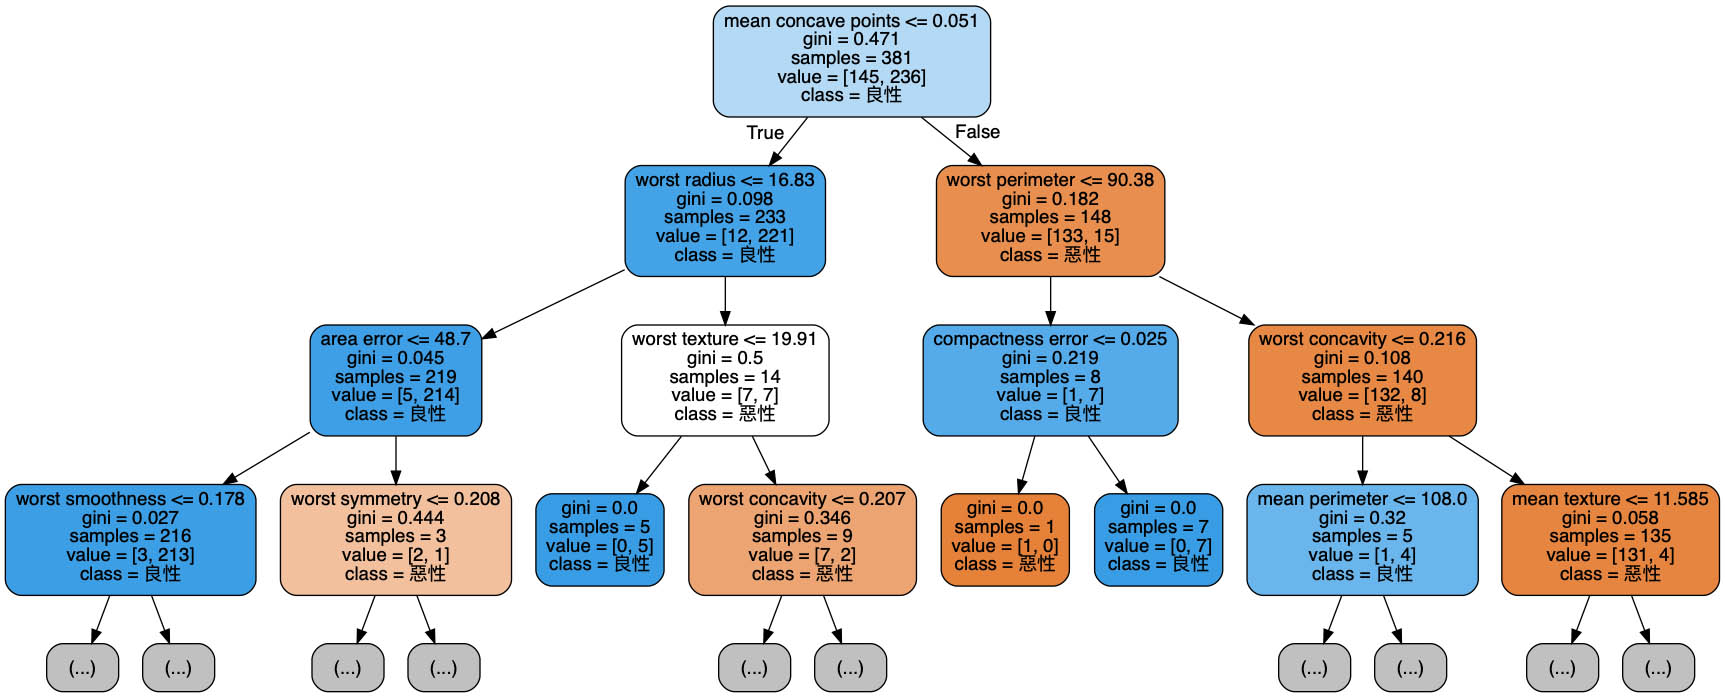 mean concave points <= 0.051
gini = 0.471
samples = 381
value = [145, 236]
class = 良性
True
False
worst radius <= 16.83
gini = 0.098
samples = 233
value = [12, 221]
class = 良性
worst perimeter <= 90.38
gini = 0.182
samples = 148
value = [133, 15]
class = 惡性
area error <= 48.7
gini = 0.045
samples = 219
value = [5, 214]
class = 良性
worst texture <= 19.91
gini = 0.5
samples = 14
value = [7, 7]
class = 惡性
compactness error <= 0.025
gini = 0.219
samples = 8
value = [1, 7]
class = 良性
worst concavity <= 0.216
gini = 0.108
samples = 140
value = [132, 8]
class = 惡性
worst smoothness <= 0.178
gini = 0.027
samples = 216
value = [3, 213]
class = 良性
worst symmetry <= 0.208
gini = 0.444
samples = 3
value = [2, 1]
class = 惡性
gini = 0.0
samples = 5
value = [0, 5]
class = 良性
worst concavity <= 0.207
gini = 0.346
samples = 9
value = [7, 2]
class = 惡性
gini = 0.0
samples = 1
value = [1, 0]
class = 惡性
gini = 0.0
samples = 7
value = [0, 7]
class = 良性
mean perimeter <= 108.0
gini = 0.32
samples = 5
value = [1, 4]
class = 良性
mean texture <= 11.585
gini = 0.058
samples = 135
value = [131, 4]
class = 惡性
(...)
(...)
(...)
(...)
(...)
(...)
(...)
(...)
(...)
(...)